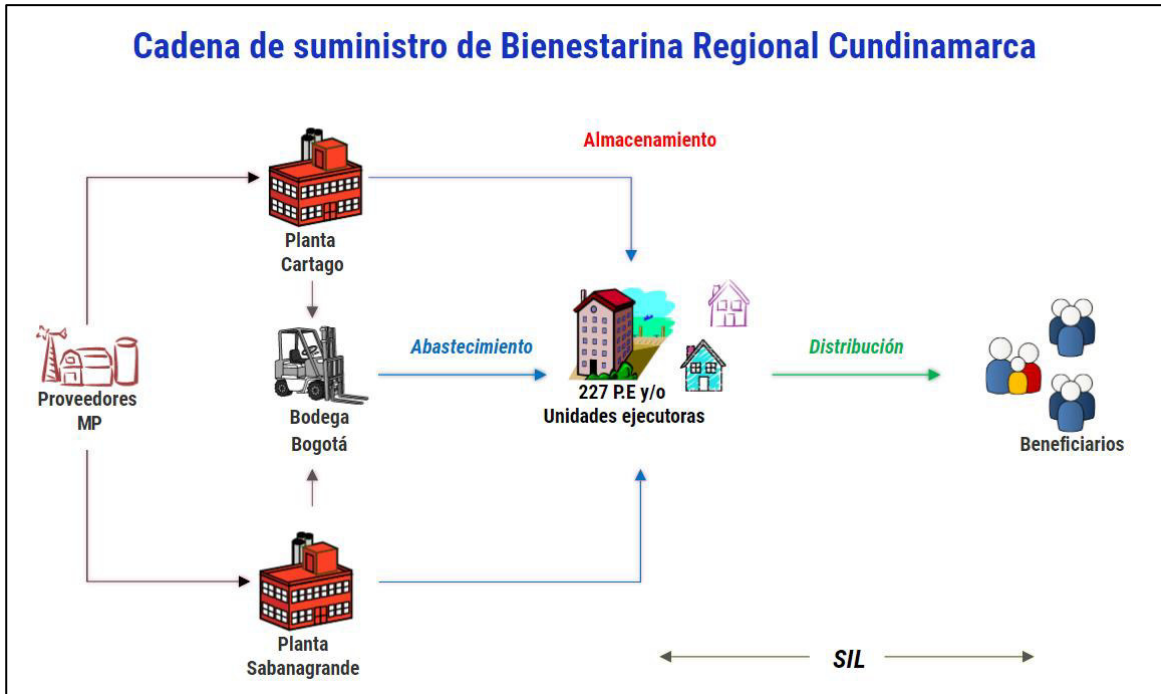 Cadena de suministro de Bienestarina Regional Cundinamarca
Almacenamiento
Planta
Cartago
Proveedores
MP
Bodega
Bogotá
Abastecimiento
227 P.E y/o
Unidades ejecutoras
Distribución
Beneficiarios
Planta
Sabanagrande
SIL